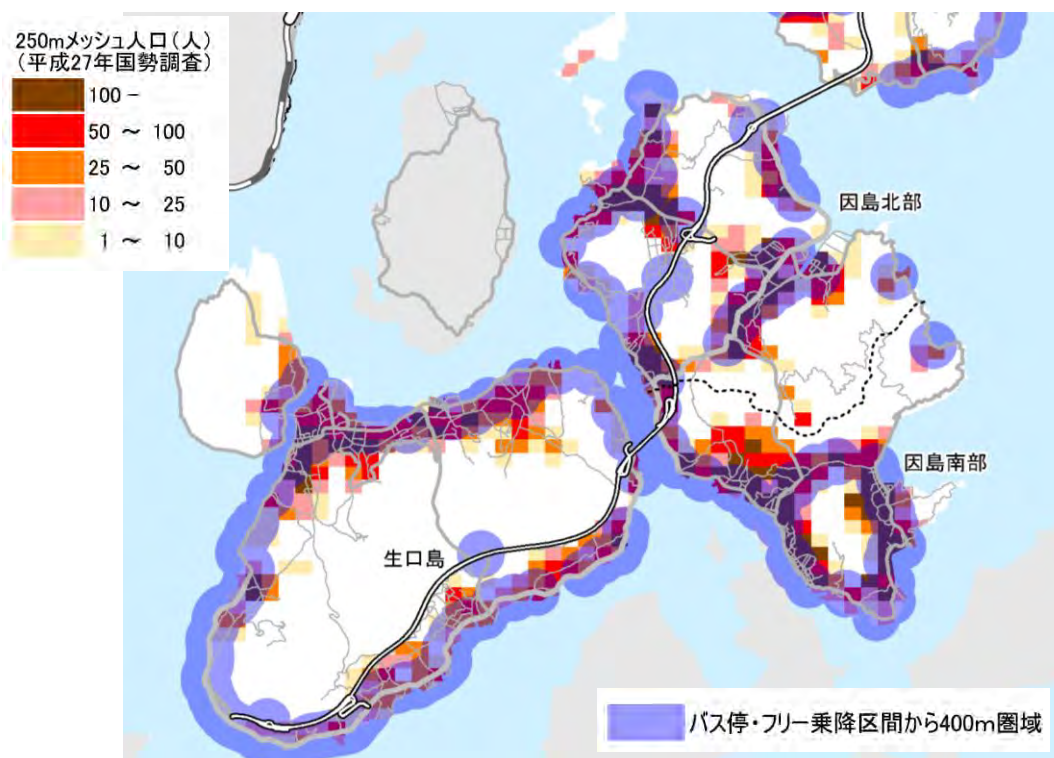 250mメッシュ人口(人)
(平成27年国勢調査)
100 -
50 ～ 100
25 ～ 50
10 ～ 25
1 ～ 10
因島北部
因島南部
生口島
バス停・フリー乗降区間から400m圏域